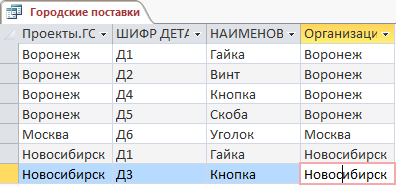 Городские поставки
Проекты.ГС ШИФР ДЕТА НАИМЕНОВ Организаци
Воронеж Д1 Гайка Воронеж
Воронеж Д2 Винт Воронеж
Воронеж Д4 Кнопка Воронеж
Воронеж Д5 Скоба Воронеж
Москва Д6 Уголок Москва
Новосибирск Д1 Гайка Новосибирск
Новосибирск Д3 Кнопка Новосибирск